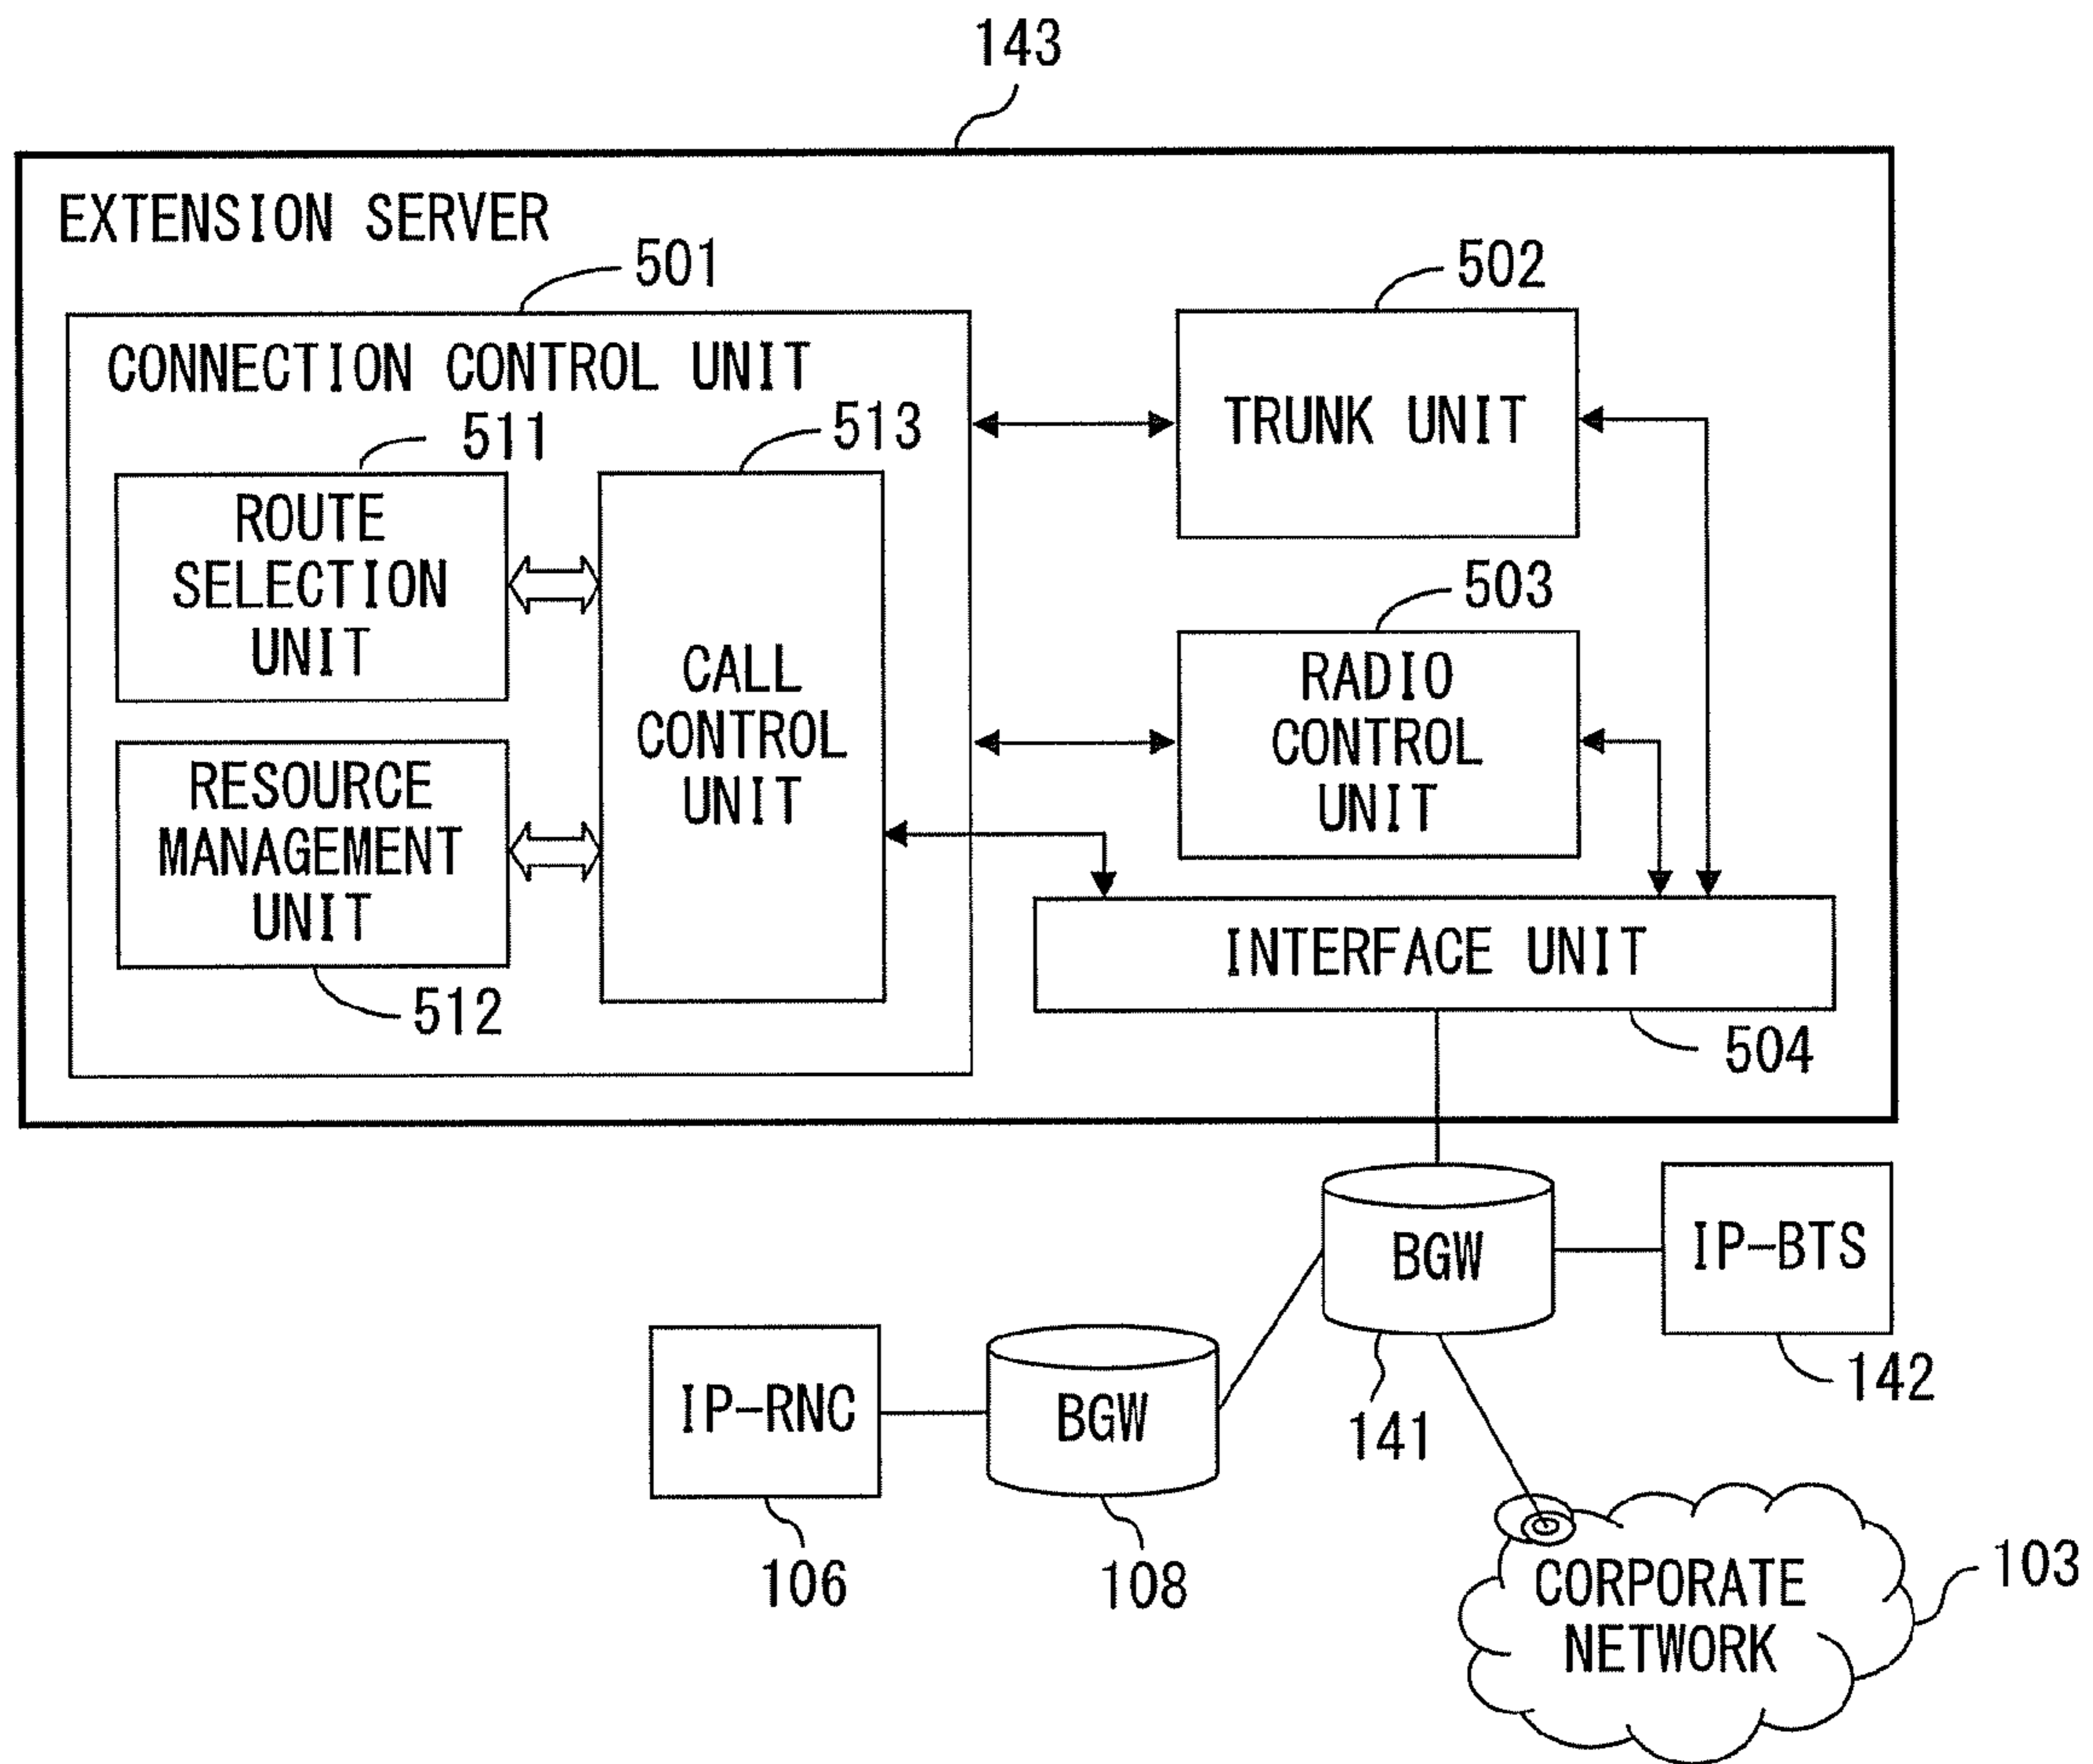 143
EXTENSION SERVER
501
502
CONNECTION CONTROL UNIT
511
513
TRUNK UNIT
ROUTE
SELECTION
UNIT
503
CALL
CONTROL
UNIT
RADIO
CONTROL
UNIT
RESOURCE
MANAGEMENT
UNIT
INTERFACE UNIT
512
504
BGW
IP-BTS
IP-RNC
BGW
141
142
106
108
CORPORATE
NETWORK
103